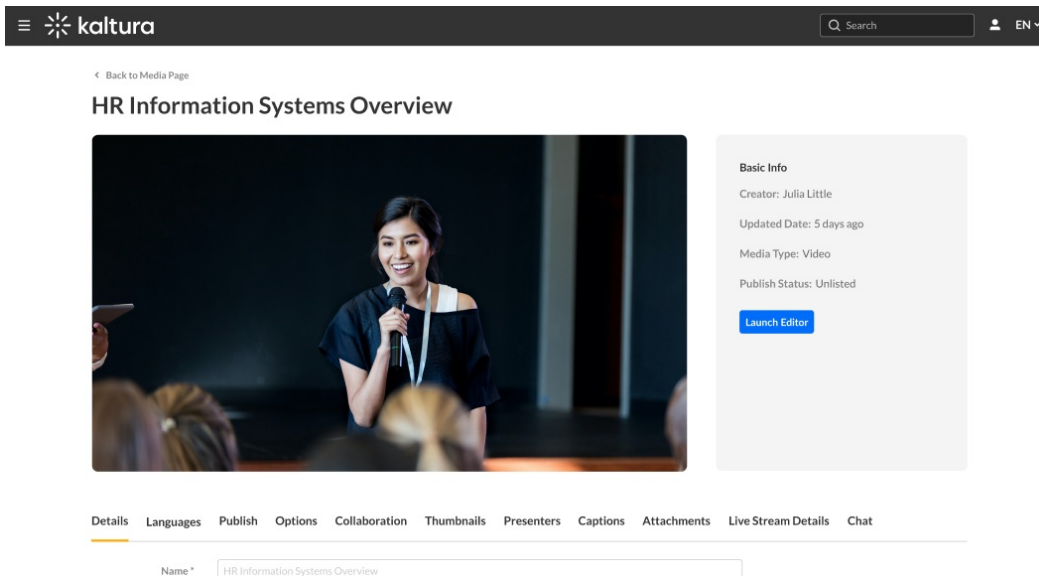 kaltura
Search
EN
Back to Media Page
HR Information Systems Overview
Basic Info
Creator: Julia Little
Updated Date: 5 days ago
Media Type: Video
Publish Status: Unlisted
Launch Editor
Details Languages Publish Options Collaboration Thumbnails Presenters Captions Attachments Live Stream Details Chat
Name * HR Information Systems Overview